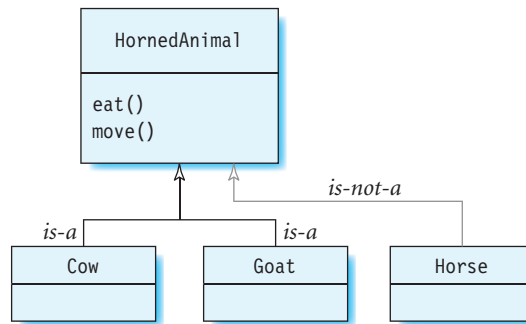 HornedAnimal
eat()
move()
is-not-a
is-a
is-a
Cow
Goat
Horse